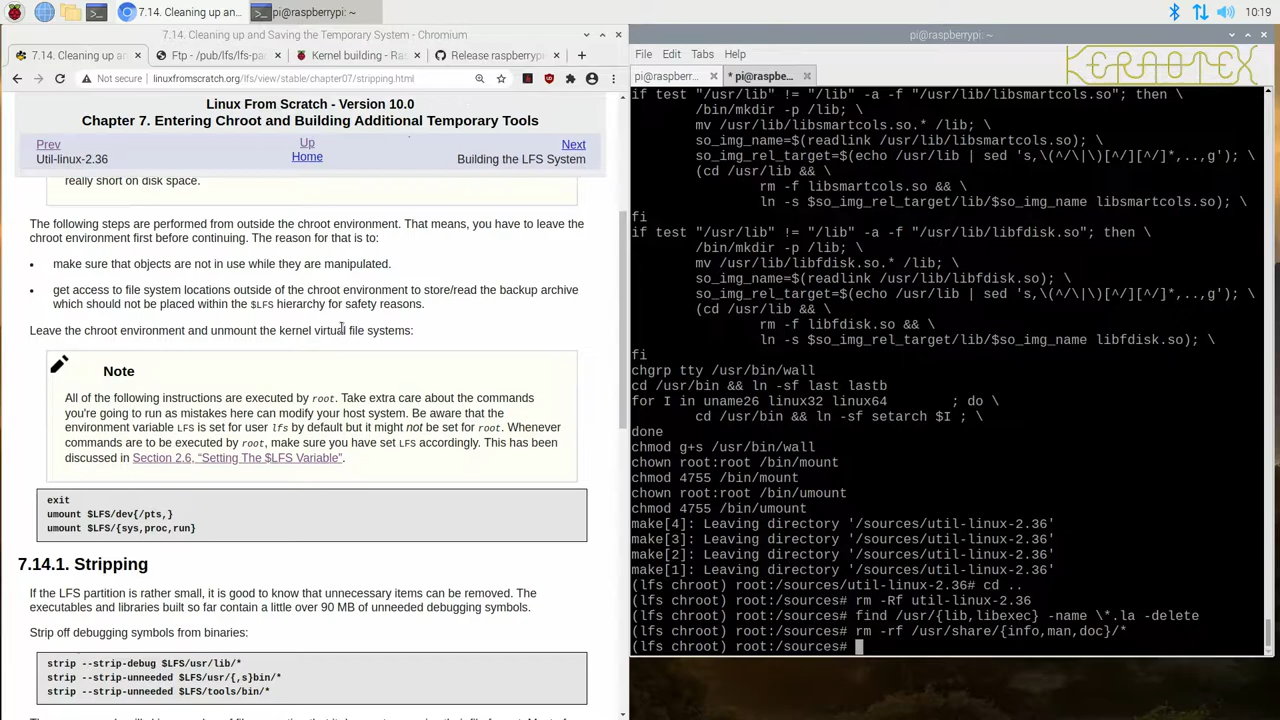 7.14. Cleaning up an...
pi@raspberrypi: ~
10:19
7.14. Cleaning up and Saving the Temporary System - Chromium
pi@raspberrypi: ~
7.14. Cleaning up an
Ftp - /pub/lfs/lfs-pa
Kernel building - Ra
Release raspberryp
File Edit Tabs Help
KERAOTEX
Not secure | linuxfromscratch.org/lfs/view/stable/chapter07/stripping.html
pi@raspberr...
* pi@raspbe...
Linux From Scratch - Version 10.0
Chapter 7. Entering Chroot and Building Additional Temporary Tools
Prev
Up
Next
Util-linux-2.36
Home
Building the LFS System
really short on disk space.
The following steps are performed from outside the chroot environment. That means, you have to leave the
chroot environment first before continuing. The reason for that is to:
• make sure that objects are not in use while they are manipulated.
• get access to file system locations outside of the chroot environment to store/read the backup archive
which should not be placed within the $LFS hierarchy for safety reasons.
Leave the chroot environment and unmount the kernel virtual file systems:
Note
All of the following instructions are executed by root. Take extra care about the commands
you're going to run as mistakes here can modify your host system. Be aware that the
environment variable LFS is set for user lfs by default but it might not be set for root. Whenever
commands are to be executed by root, make sure you have set LFS accordingly. This has been
discussed in Section 2.6, “Setting The $LFS Variable”.
exit
umount $LFS/dev{/pts,}
umount $LFS/{sys,proc,run}
7.14.1. Stripping
If the LFS partition is rather small, it is good to know that unnecessary items can be removed. The
executables and libraries built so far contain a little over 90 MB of unneeded debugging symbols.
Strip off debugging symbols from binaries:
strip --strip-debug $LFS/usr/lib/*
strip --strip-unneeded $LFS/usr/{,s}bin/*
strip --strip-unneeded $LFS/tools/bin/*
if test "/usr/lib" != "/lib" -a -f "/usr/lib/libsmartcols.so"; then \
/bin/mkdir -p /lib; \
mv /usr/lib/libsmartcols.so.* /lib; \
so_img_name=$(readlink /usr/lib/libsmartcols.so); \
so_img_rel_target=$(echo /usr/lib | sed 's,\(^/\|\)[^/][^/]*,..,g'); \
(cd /usr/lib && \
rm -f libsmartcols.so && \
ln -s $so_img_rel_target/lib/$so_img_name libsmartcols.so); \
fi
if test "/usr/lib" != "/lib" -a -f "/usr/lib/libfdisk.so"; then \
/bin/mkdir -p /lib; \
mv /usr/lib/libfdisk.so.* /lib; \
so_img_name=$(readlink /usr/lib/libfdisk.so); \
so_img_rel_target=$(echo /usr/lib | sed 's,\(^/\|\)[^/][^/]*,..,g'); \
(cd /usr/lib && \
rm -f libfdisk.so && \
ln -s $so_img_rel_target/lib/$so_img_name libfdisk.so); \
fi
chgrp tty /usr/bin/wall
cd /usr/bin && ln -sf last lastb
for I in uname26 linux32 linux64 ; do \
cd /usr/bin && ln -sf setarch $I ; \
done
chmod g+s /usr/bin/wall
chown root:root /bin/mount
chmod 4755 /bin/mount
chown root:root /bin/umount
chmod 4755 /bin/umount
make[4]: Leaving directory '/sources/util-linux-2.36'
make[3]: Leaving directory '/sources/util-linux-2.36'
make[2]: Leaving directory '/sources/util-linux-2.36'
make[1]: Leaving directory '/sources/util-linux-2.36'
(lfs chroot) root:/sources/util-linux-2.36# cd ..
(lfs chroot) root:/sources# rm -Rf util-linux-2.36
(lfs chroot) root:/sources# find /usr/{lib,libexec} -name \*.la -delete
(lfs chroot) root:/sources# rm -rf /usr/share/{info,man,doc}/*
(lfs chroot) root:/sources#